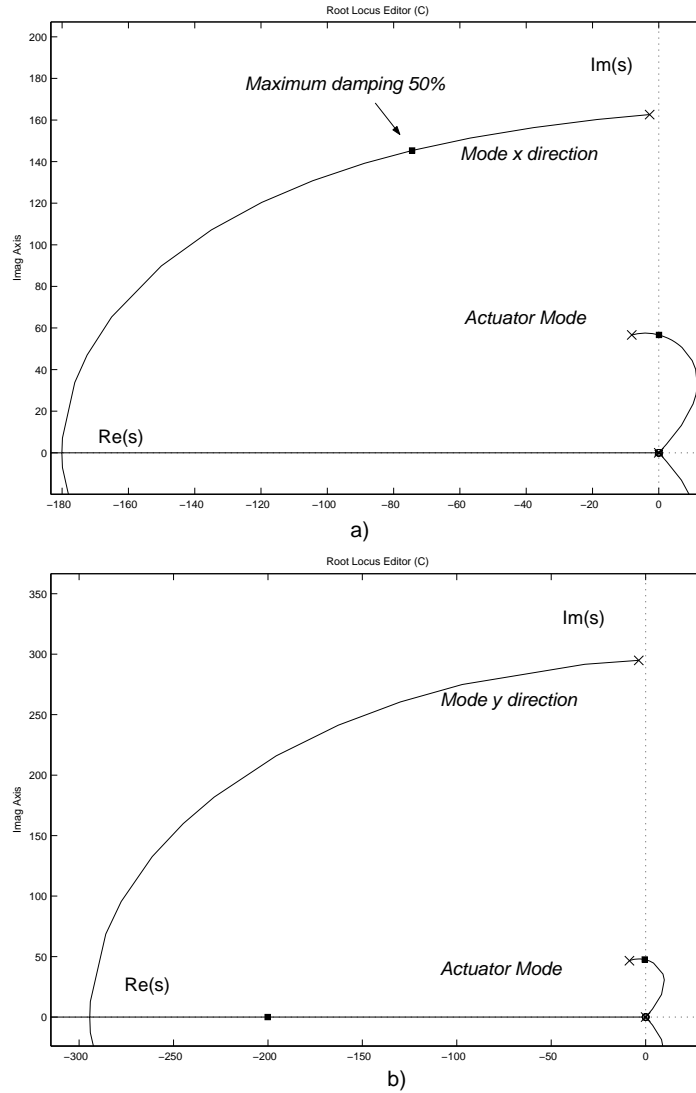 Root Locus Editor (C)
200
180
160
140
120
100
80
60
40
20
0
Imag Axis
Im(s)
Maximum damping 50%
Mode x direction
Actuator Mode
Re(s)
−180 −160 −140 −120 −100 −80 −60 −40 −20 0
a)
Root Locus Editor (C)
350
300
250
200
150
100
50
0
Imag Axis
Im(s)
Mode y direction
Actuator Mode
Re(s)
−300 −250 −200 −150 −100 −50 0
b)